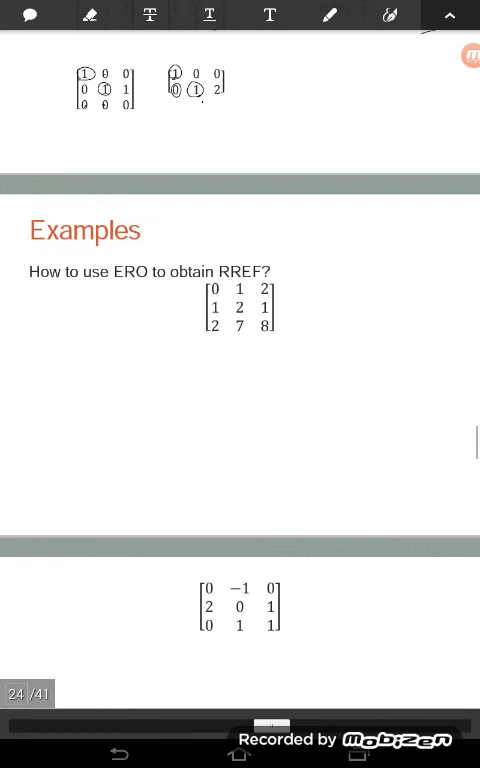 1 0 0
0 1 1
0 0 0
1 0 0
0 1 2
Examples
How to use ERO to obtain RREF?
0 1 2
1 2 1
2 7 8
0 −1 0
2 0 1
0 1 1
24 /41
Recorded by Mobizen